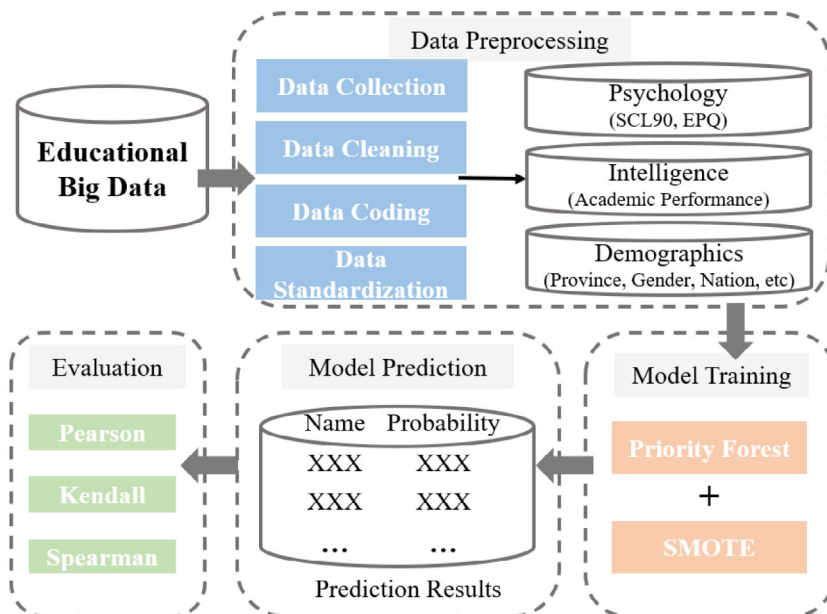 Data Preprocessing
Educational
Big Data
Data Collection
Data Cleaning
Data Coding
Data
Standardization
Psychology
(SCL90, EPQ)
Intelligence
(Academic Performance)
Demographics
(Province, Gender, Nation, etc)
Evaluation
Pearson
Kendall
Spearman
Model Prediction
Name Probability
XXX XXX
XXX XXX
... ...
Prediction Results
Model Training
Priority Forest
+
SMOTE